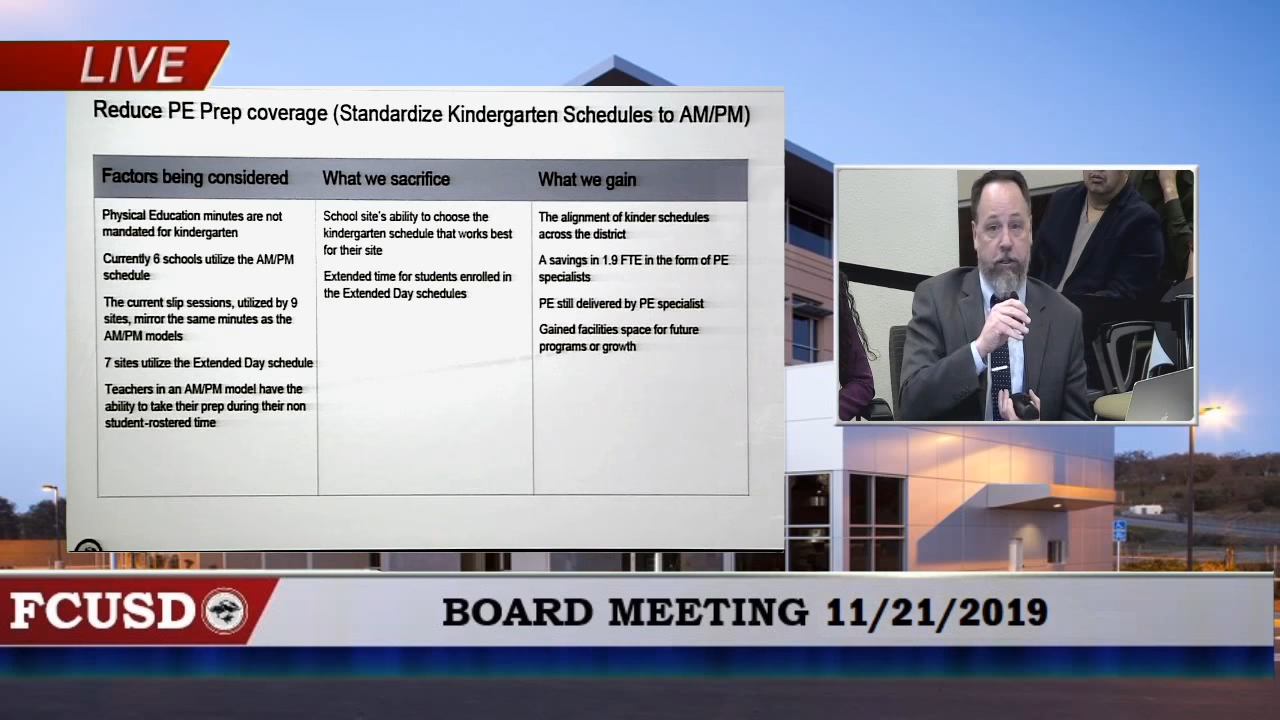 LIVE
Reduce PE Prep coverage (Standardize Kindergarten Schedules to AM/PM)
Factors being considered
What we sacrifice
What we gain
Physical Education minutes are not
mandated for kindergarten
Currently 6 schools utilize the AM/PM
schedule
The current slip sessions, utilized by 9
sites, mirror the same minutes as the
AM/PM models
7 sites utilize the Extended Day schedule
Teachers in an AM/PM model have the
ability to take their prep during their non
student-rostered time
School site's ability to choose the
kindergarten schedule that works best
for their site
Extended time for students enrolled in
the Extended Day schedules
The alignment of kinder schedules
across the district
A savings in 1.9 FTE in the form of PE
specialists
PE still delivered by PE specialist
Gained facilities space for future
programs or growth
FCUSD
BOARD MEETING 11/21/2019